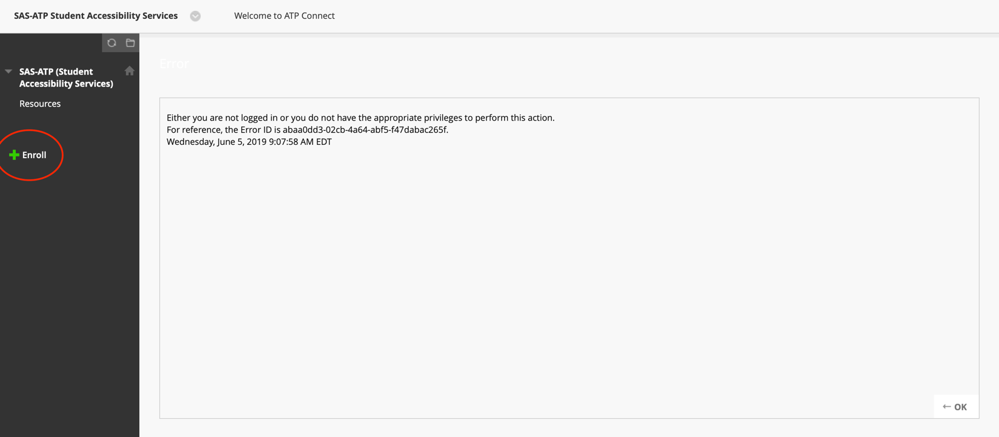 SAS-ATP Student Accessibility Services
Welcome to ATP Connect
SAS-ATP (Student
Accessibility Services)
Resources
Enroll
Error
Either you are not logged in or you do not have the appropriate privileges to perform this action.
For reference, the Error ID is abaa0dd3-02cb-4a64-abf5-f47dabac265f.
Wednesday, June 5, 2019 9:07:58 AM EDT
← OK